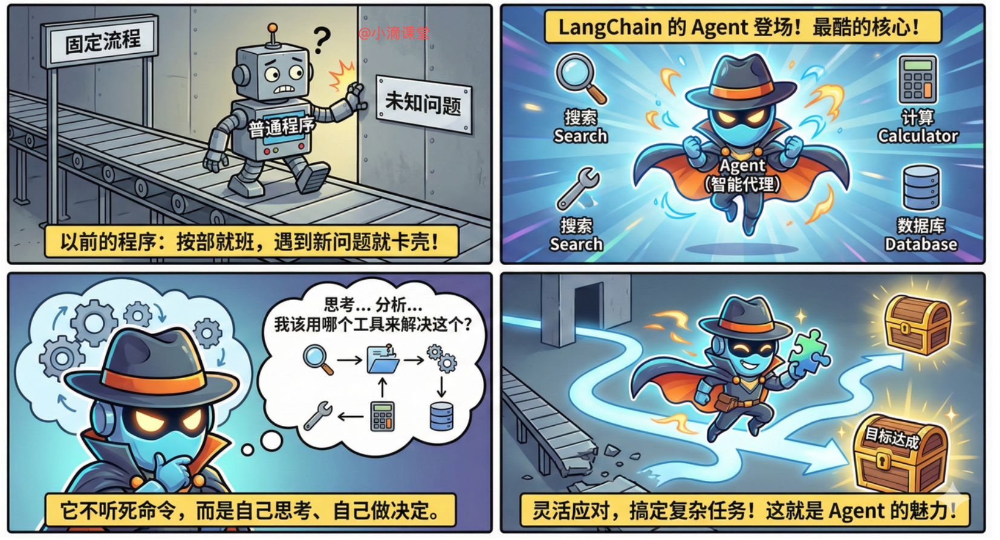 固定流程
@小滴课堂
未知问题
普通程序
以前的程序：按部就班，遇到新问题就卡壳！
LangChain 的 Agent 登场！最酷的核心！
搜索
Search
计算
Calculator
Agent
（智能代理）
搜索
Search
数据库
Database
思考... 分析...
我该用哪个工具来解决这个？
它不听死命令，而是自己思考、自己做决定。
目标达成
灵活应对，搞定复杂任务！这就是 Agent 的魅力！